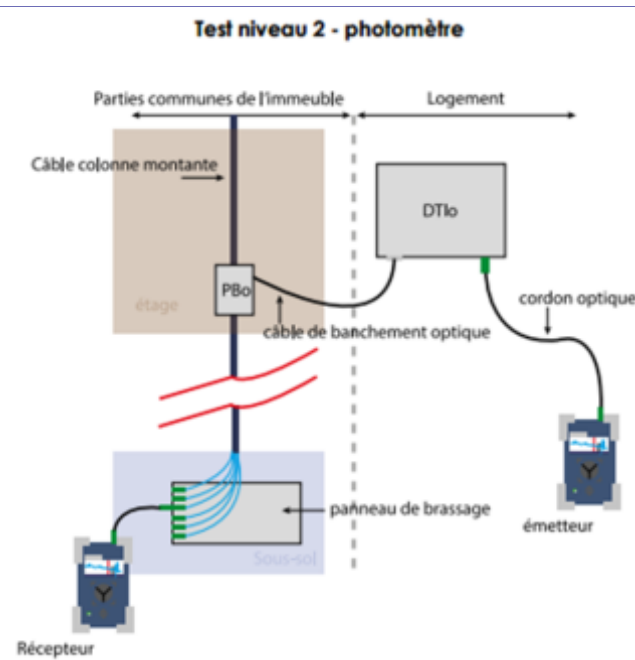 Test niveau 2 - photomètre
Parties communes de l'immeuble
Logement
Câble colonne montante
DTIo
PBo
étage
cordon optique
câble de banchement optique
panneau de brassage
émetteur
Sous-sol
Récepteur